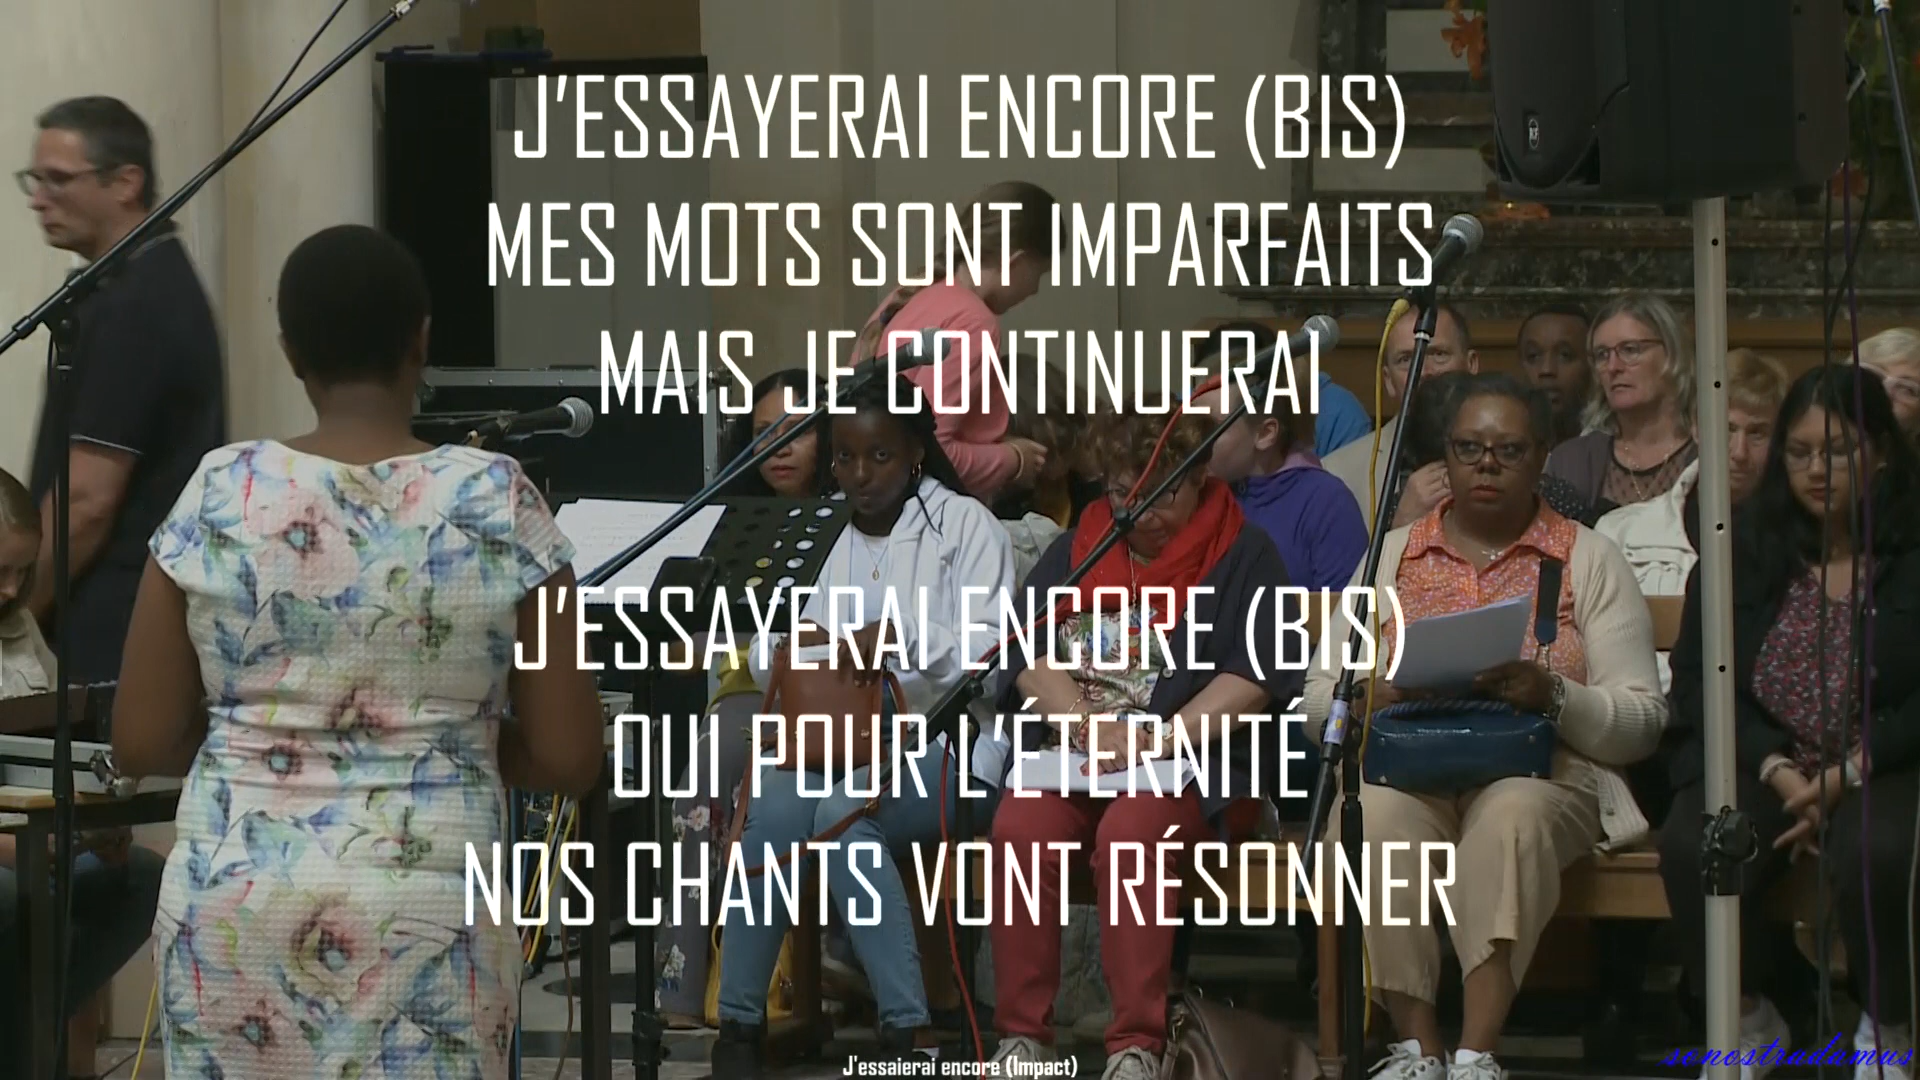 J'ESSAYERAI ENCORE (BIS)
MES MOTS SONT IMPARFAITS
MAIS JE CONTINUERAI
J'ESSAYERAI ENCORE (BIS)
OUI POUR L'ÉTERNITÉ
NOS CHANTS VONT RÉSONNER
J'essaierai encore (Impact)
sonostradamus